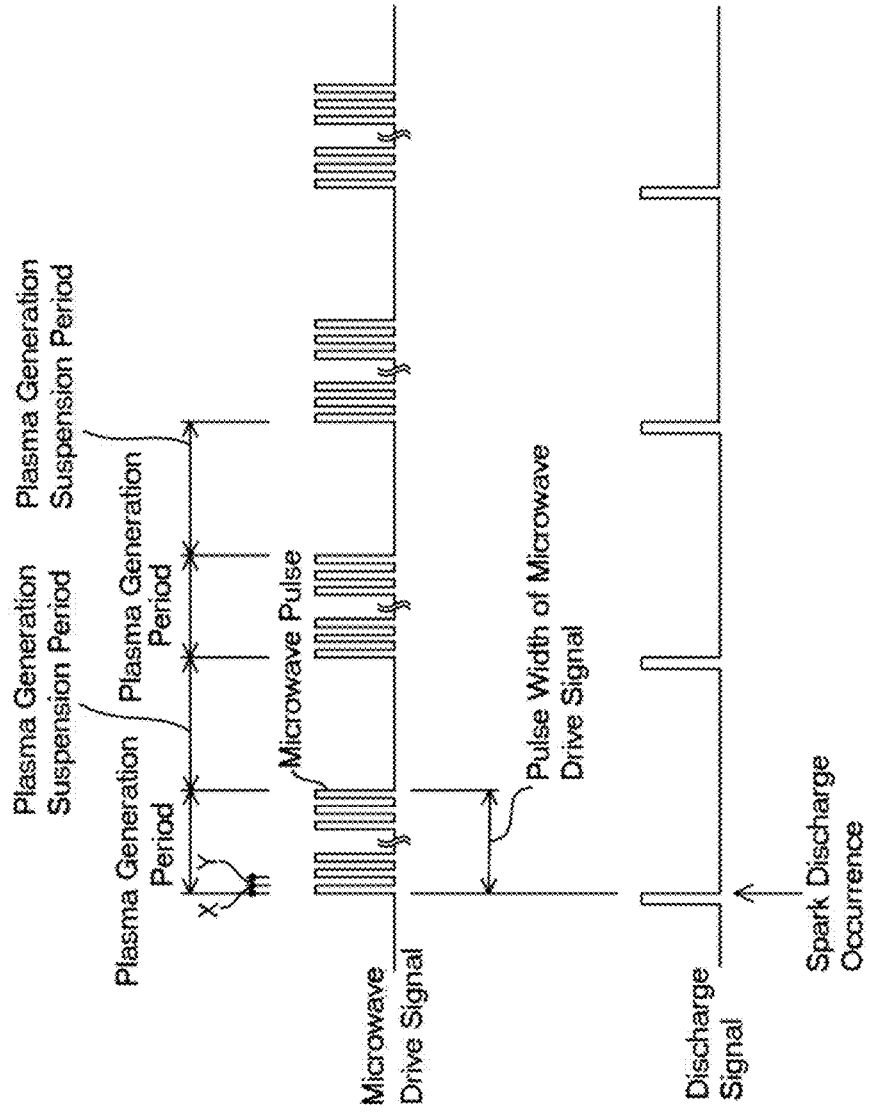 Plasma Generation
Suspension Period
Plasma Generation
Suspension Period
Plasma Generation
Period
Plasma Generation
Period
X
Y
Microwave Pulse
Microwave
Drive Signal
Pulse Width of Microwave
Drive Signal
Discharge
Signal
Spark Discharge
Occurrence